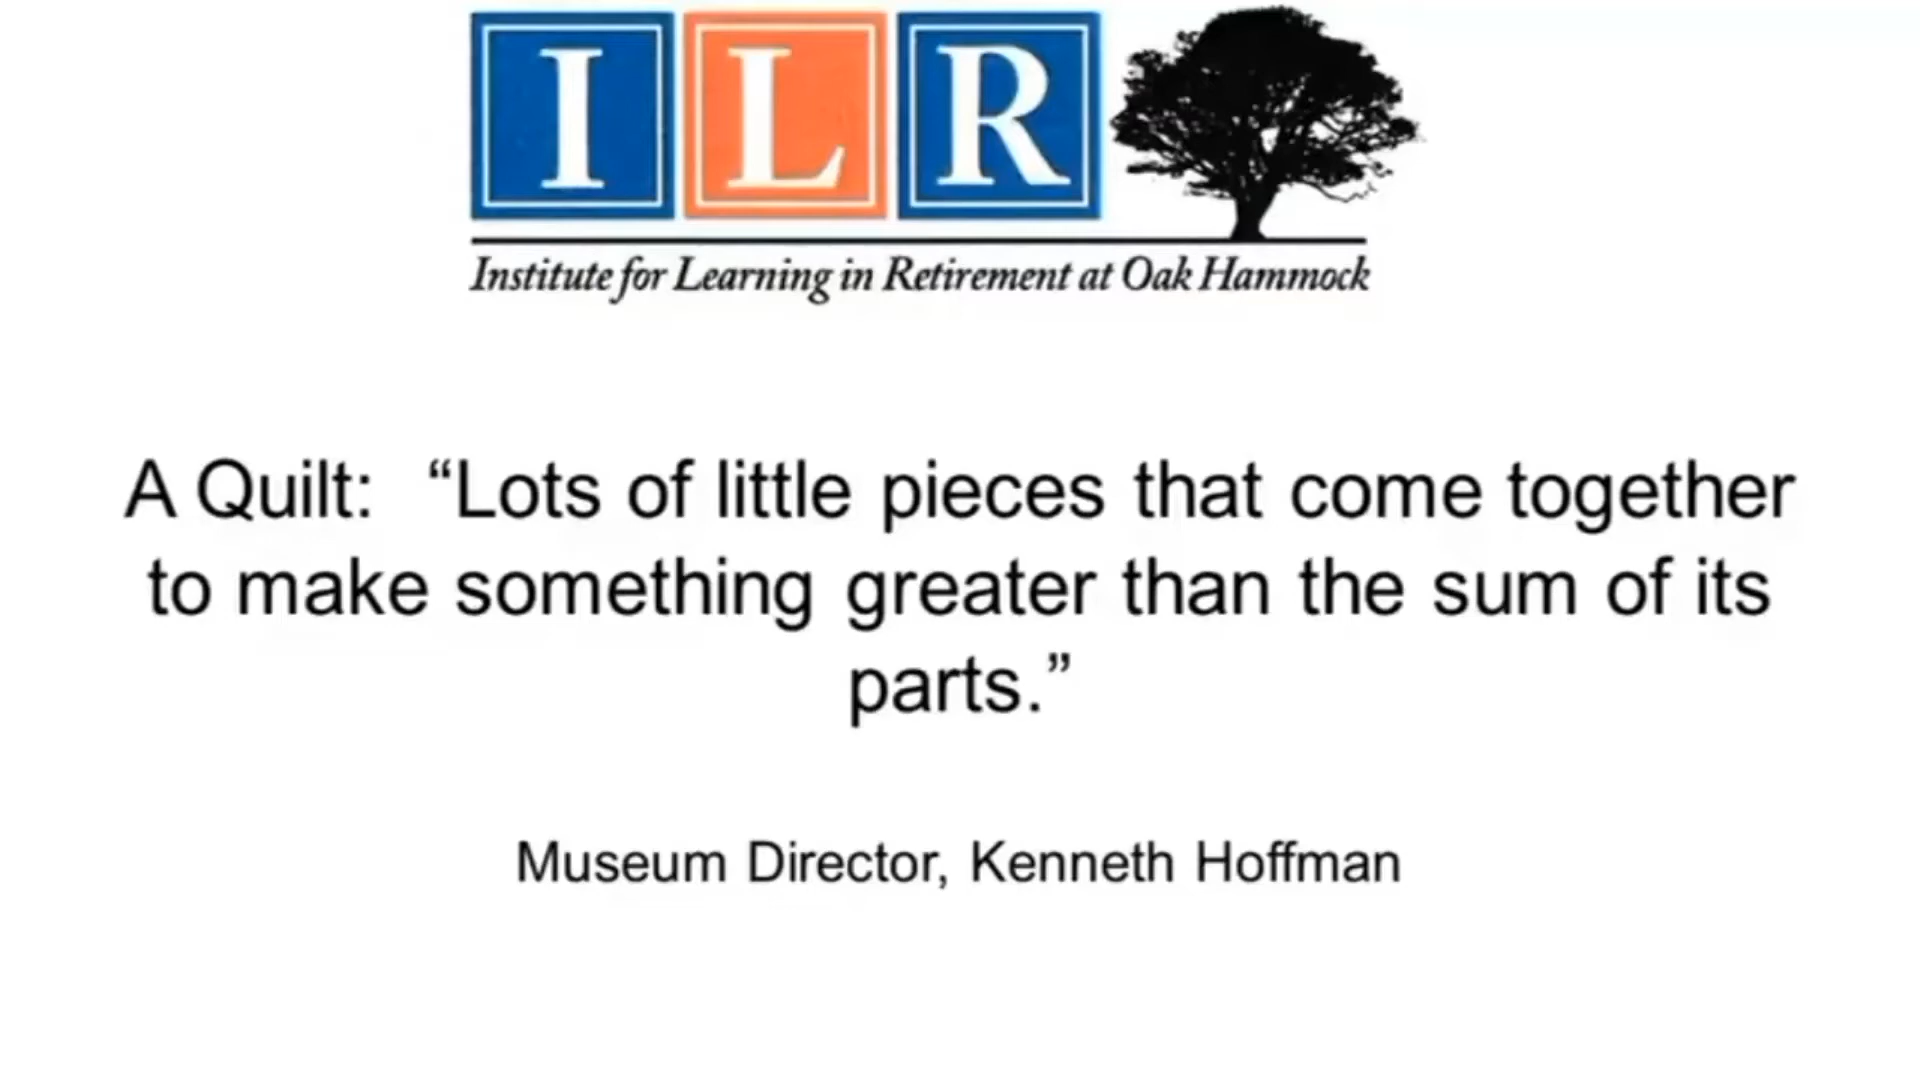 ILR
Institute for Learning in Retirement at Oak Hammock
A Quilt: “Lots of little pieces that come together
to make something greater than the sum of its
parts.”
Museum Director, Kenneth Hoffman